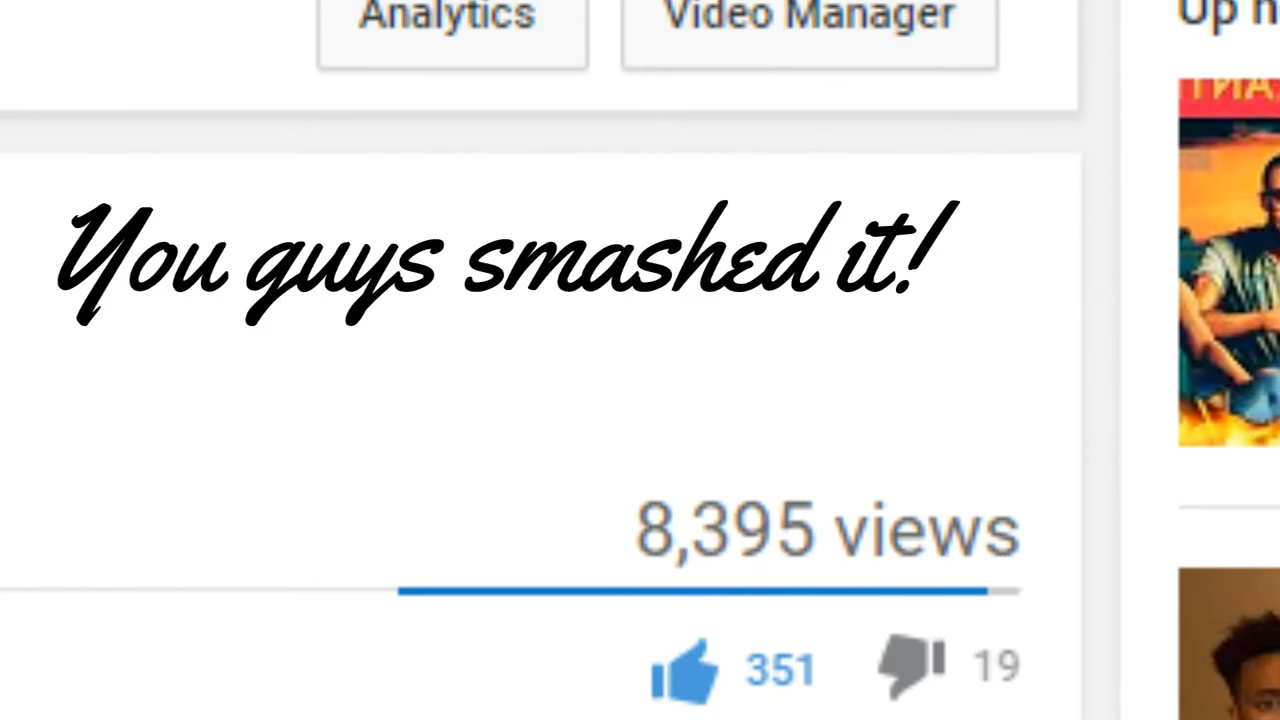 Analytics
Video Manager
Up n
You guys smashed it!
8,395 views
351
19